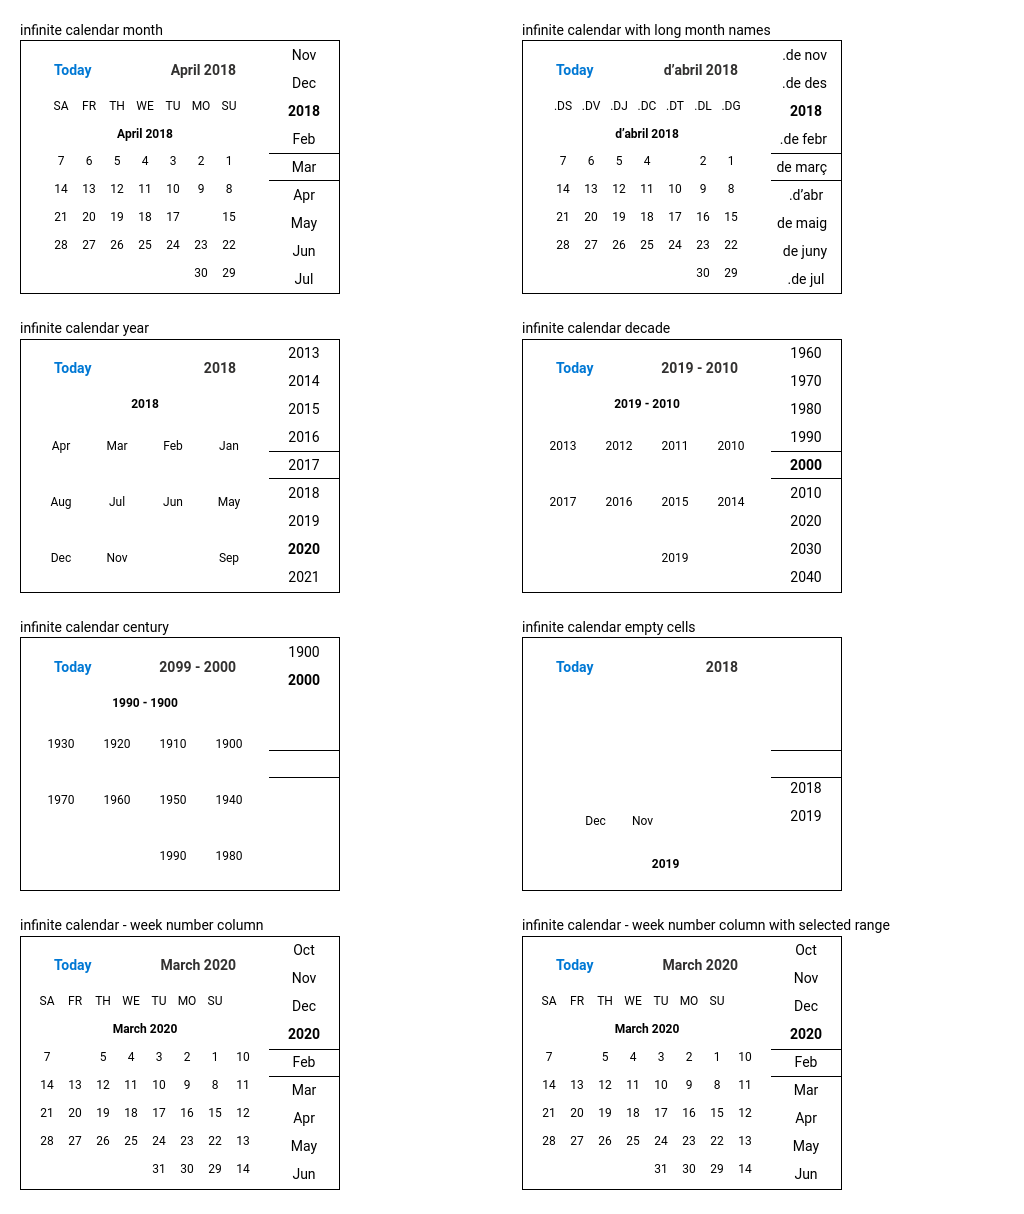 infinite calendar month
Today April 2018
SA FR TH WE TU MO SU
April 2018
7 6 5 4 3 2 1
14 13 12 11 10 9 8
21 20 19 18 17 15
28 27 26 25 24 23 22
30 29
Nov
Dec
2018
Feb
Mar
Apr
May
Jun
Jul
infinite calendar with long month names
Today d’abril 2018
.DS .DV .DJ .DC .DT .DL .DG
d’abril 2018
7 6 5 4 2 1
14 13 12 11 10 9 8
21 20 19 18 17 16 15
28 27 26 25 24 23 22
30 29
.de nov
.de des
2018
.de febr
de març
.d’abr
de maig
de juny
.de jul
infinite calendar year
Today 2018
2018
Apr Mar Feb Jan
Aug Jul Jun May
Dec Nov Sep
2013
2014
2015
2016
2017
2018
2019
2020
2021
infinite calendar decade
Today 2019 - 2010
2019 - 2010
2013 2012 2011 2010
2017 2016 2015 2014
2019
1960
1970
1980
1990
2000
2010
2020
2030
2040
infinite calendar century
Today 2099 - 2000
1990 - 1900
1930 1920 1910 1900
1970 1960 1950 1940
1990 1980
1900
2000
infinite calendar empty cells
Today 2018
Dec Nov
2019
2018
2019
infinite calendar - week number column
Today March 2020
SA FR TH WE TU MO SU
March 2020
7 5 4 3 2 1 10
14 13 12 11 10 9 8 11
21 20 19 18 17 16 15 12
28 27 26 25 24 23 22 13
31 30 29 14
Oct
Nov
Dec
2020
Feb
Mar
Apr
May
Jun
infinite calendar - week number column with selected range
Today March 2020
SA FR TH WE TU MO SU
March 2020
7 5 4 3 2 1 10
14 13 12 11 10 9 8 11
21 20 19 18 17 16 15 12
28 27 26 25 24 23 22 13
31 30 29 14
Oct
Nov
Dec
2020
Feb
Mar
Apr
May
Jun